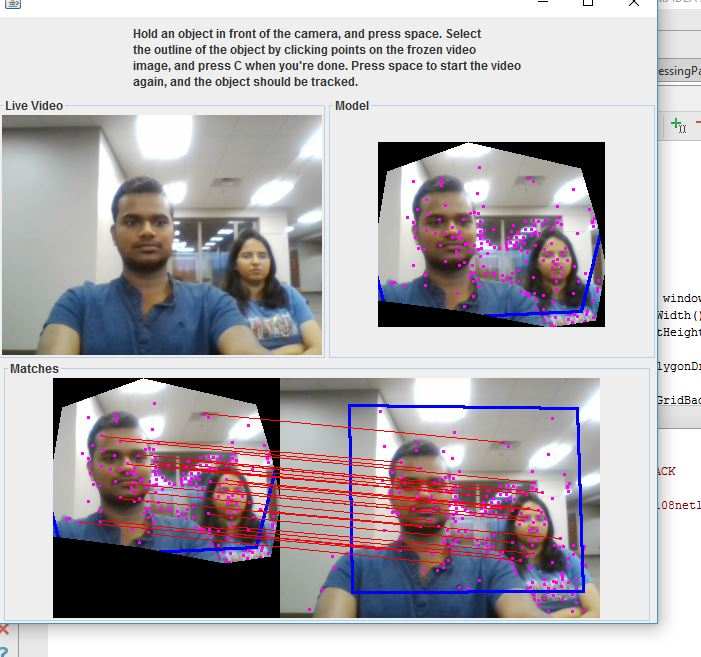 Hold an object in front of the camera, and press space. Select
the outline of the object by clicking points on the frozen video
image, and press C when you're done. Press space to start the video
again, and the object should be tracked.
Live Video
Model
Matches
essingPa
window
Width()
tHeight
lygonDr
GridBac
ACK
108net1